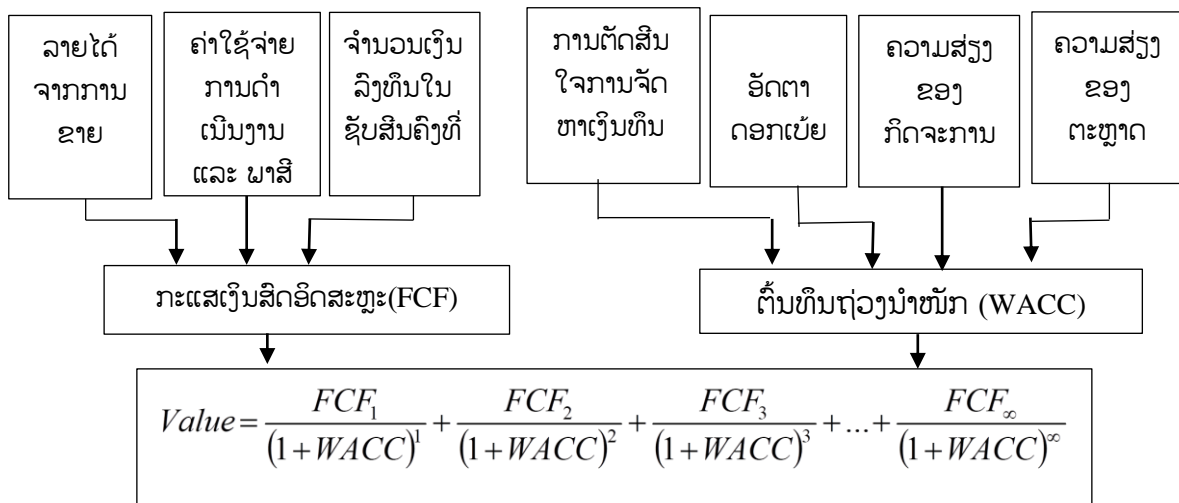 ລາຍໄດ້
ຈາກການ
ຂາຍ
ຄ່າໃຊ້ຈ່າຍ
ການດຳ
ເນີນງານ
ແລະ ພາສີ
ຈຳນວນເງິນ
ລົງທຶນໃນ
ຊັບສິນຄົງທີ່
ການຕັດສິນ
ໃຈການຈັດ
ຫາເງິນທຶນ
ອັດຕາ
ດອກເບ້ຍ
ຄວາມສ່ຽງ
ຂອງ
ກິດຈະການ
ຄວາມສ່ຽງ
ຂອງ
ຕະຫຼາດ
ກະແສເງິນສົດອິດສະຫຼະ(FCF)
ຕົ້ນທຶນຖ່ວງນຳໜັກ (WACC)
Value = FCF₁/(1+WACC)¹ + FCF₂/(1+WACC)² + FCF₃/(1+WACC)³ + ... + FCF∞/(1+WACC)^∞